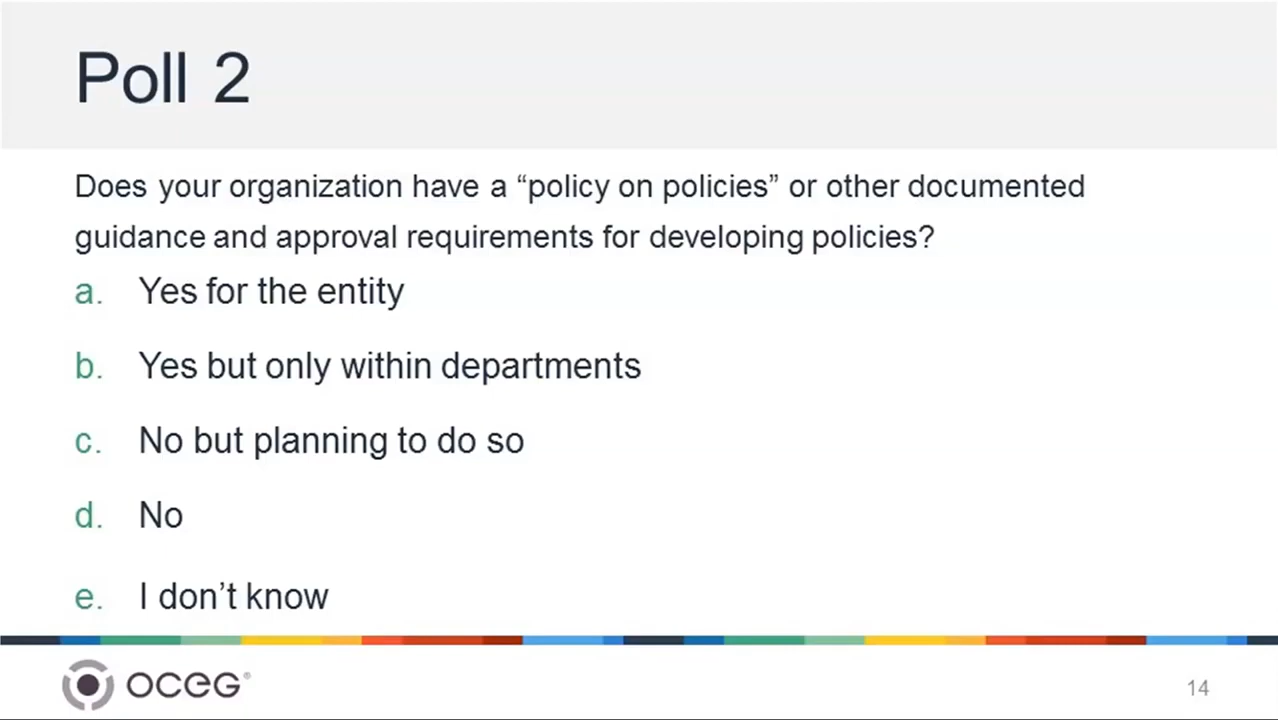 Poll 2
Does your organization have a “policy on policies” or other documented
guidance and approval requirements for developing policies?
a. Yes for the entity
b. Yes but only within departments
c. No but planning to do so
d. No
e. I don’t know
OCEG®
14